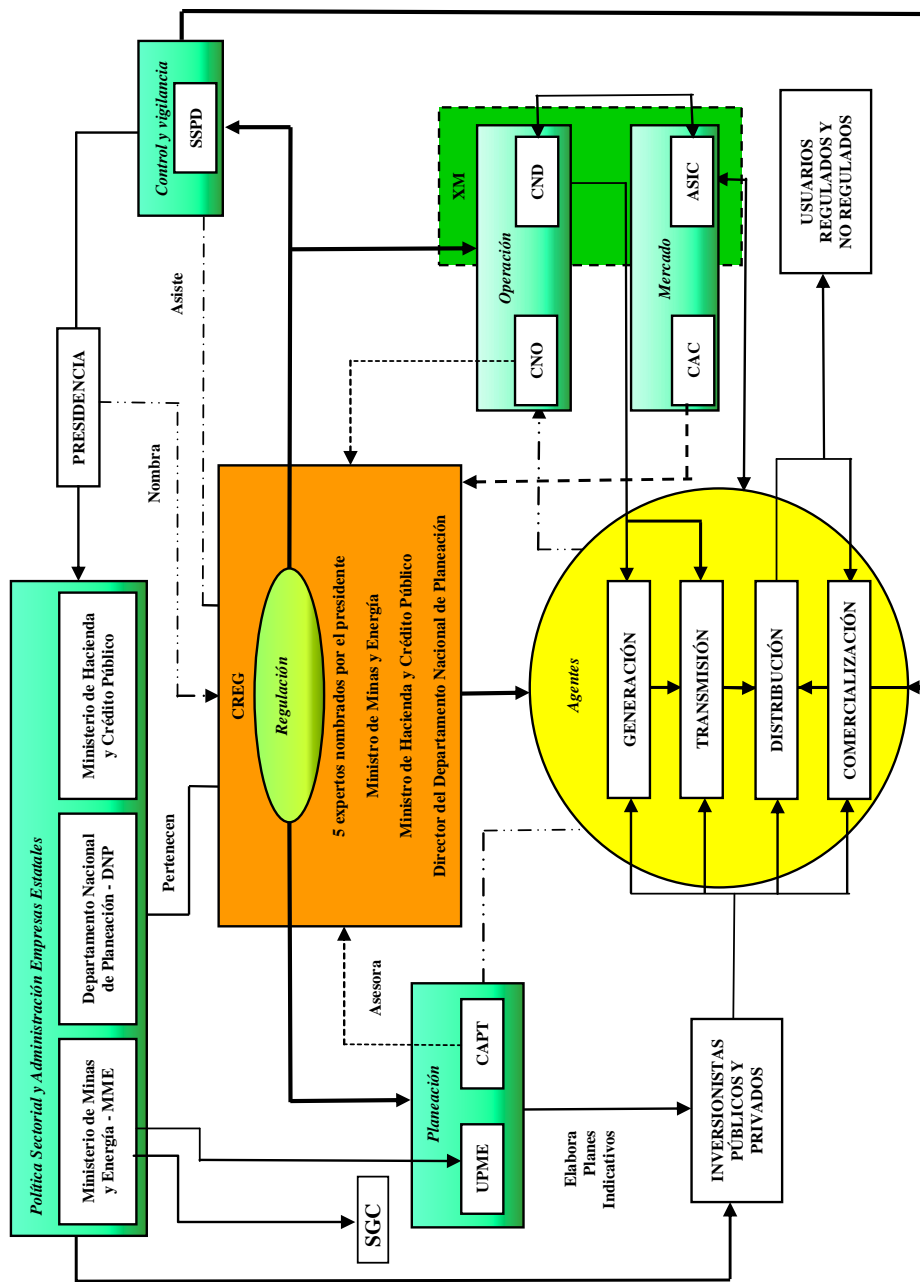 PRESIDENCIA
Política Sectorial y Administración Empresas Estatales
Ministerio de Minas
y Energía - MME
Departamento Nacional
de Planeación - DNP
Ministerio de Hacienda
y Crédito Público
Control y vigilancia
SSPD
SGC
Pertenecen
Nombra
Asiste
CREG
Regulación
5 expertos nombrados por el presidente
Ministro de Minas y Energía
Ministro de Hacienda y Crédito Público
Director del Departamento Nacional de Planeación
Asesora
Planeación
UPME
CAPT
Operación
CNO
CND
XM
Mercado
CAC
ASIC
Elabora
Planes
Indicativos
INVERSIONISTAS
PÚBLICOS Y
PRIVADOS
Agentes
GENERACIÓN
TRANSMISIÓN
DISTRIBUCIÓN
COMERCIALIZACIÓN
USUARIOS
REGULADOS Y
NO REGULADOS